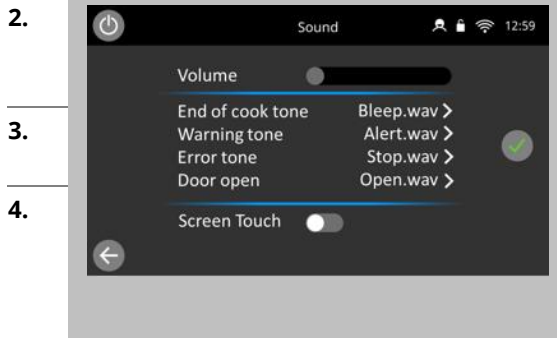 2.
Sound 12:59
Volume
End of cook tone Bleep.wav
3.
Warning tone Alert.wav
Error tone Stop.wav
Door open Open.wav
4.
Screen Touch